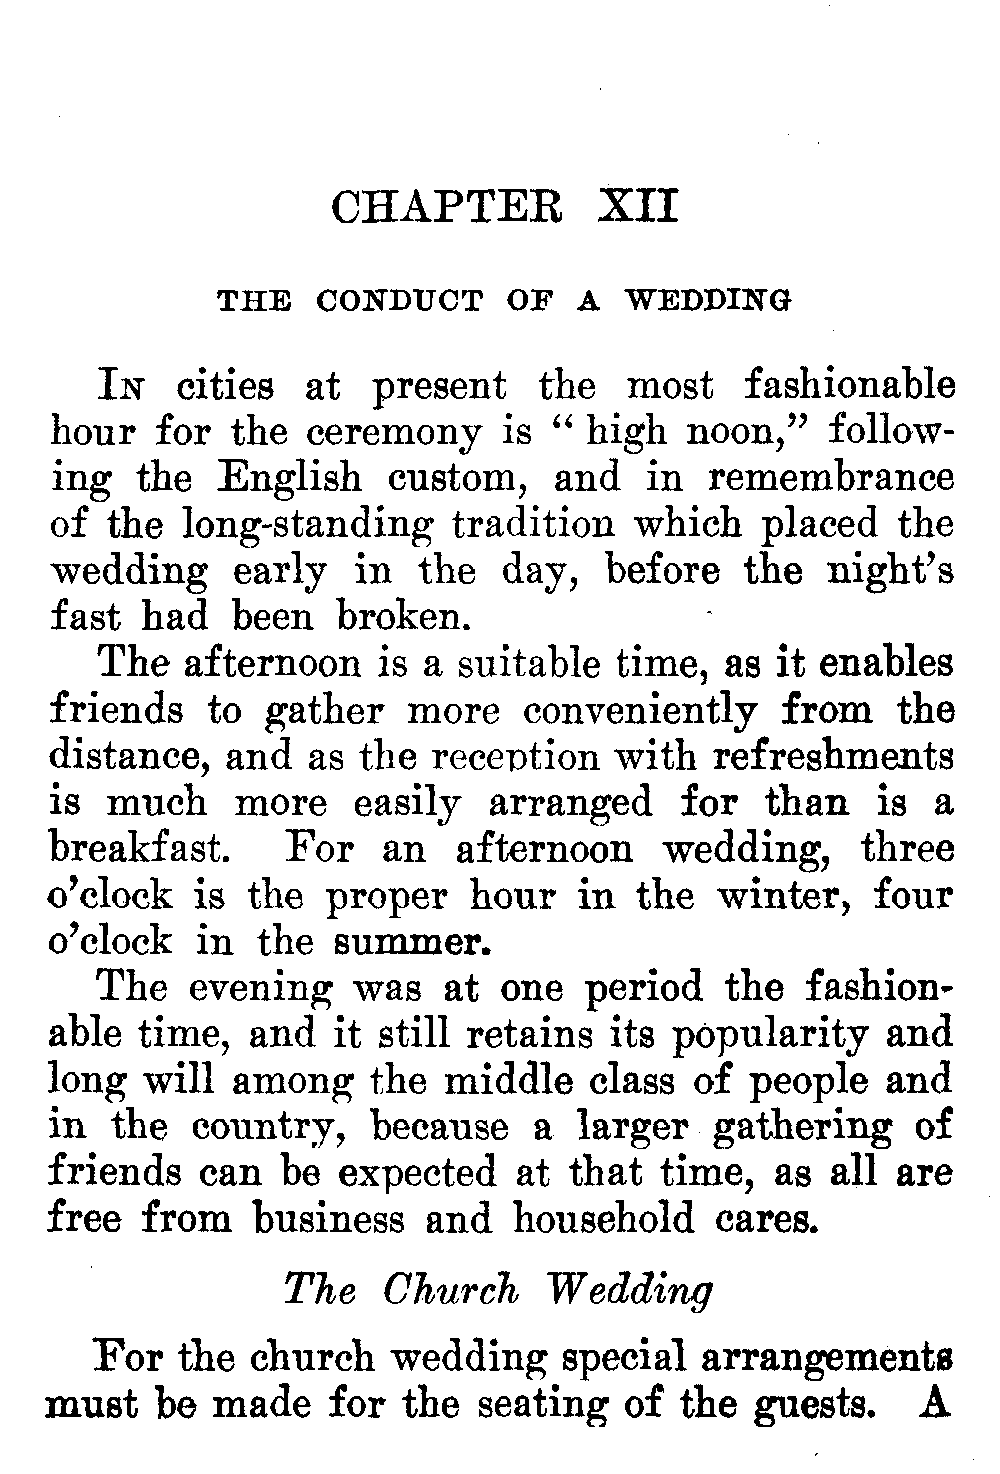 CHAPTER XII
THE CONDUCT OF A WEDDING
IN cities at present the most fashionable
hour for the ceremony is “ high noon,” follow-
ing the English custom, and in remembrance
of the long-standing tradition which placed the
wedding early in the day, before the night’s
fast had been broken.
The afternoon is a suitable time, as it enables
friends to gather more conveniently from the
distance, and as the reception with refreshments
is much more easily arranged for than is a
breakfast. For an afternoon wedding, three
o’clock is the proper hour in the winter, four
o’clock in the summer.
The evening was at one period the fashion-
able time, and it still retains its popularity and
long will among the middle class of people and
in the country, because a larger gathering of
friends can be expected at that time, as all are
free from business and household cares.
The Church Wedding
For the church wedding special arrangements
must be made for the seating of the guests. A